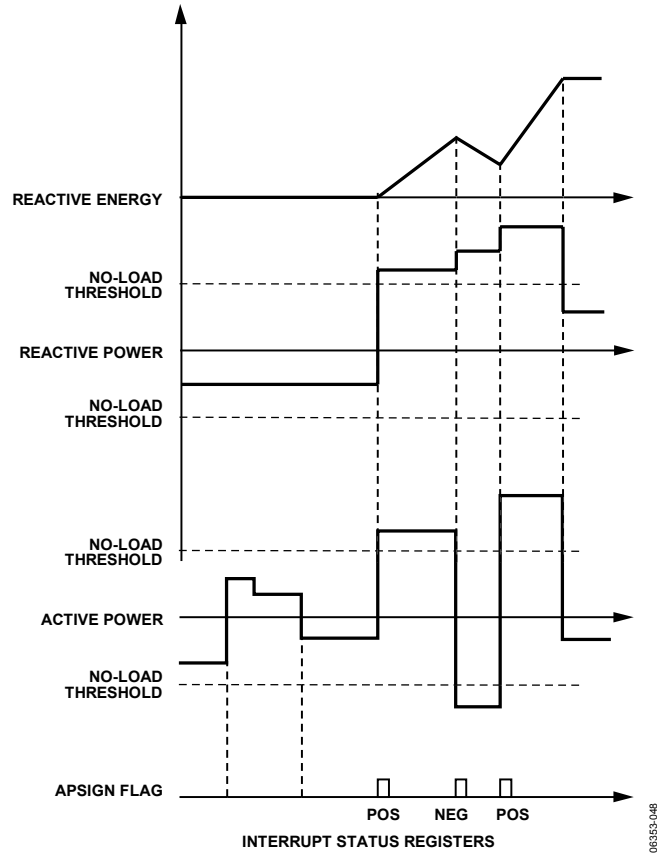 REACTIVE ENERGY
NO-LOAD
THRESHOLD
REACTIVE POWER
NO-LOAD
THRESHOLD
NO-LOAD
THRESHOLD
ACTIVE POWER
NO-LOAD
THRESHOLD
APSIGN FLAG
POS NEG POS
INTERRUPT STATUS REGISTERS
06353-048